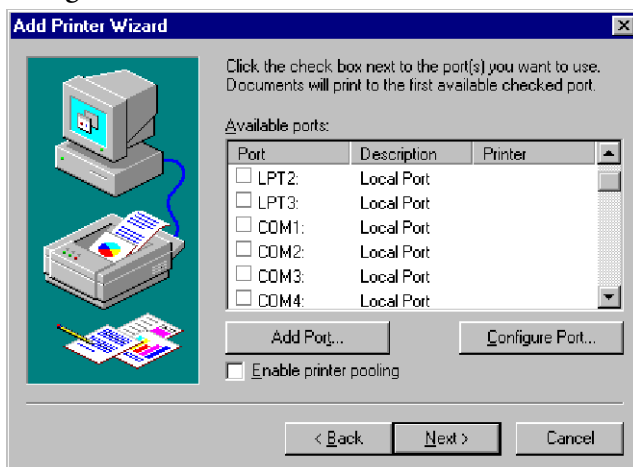 Add Printer Wizard
Click the check box next to the port(s) you want to use.
Documents will print to the first available checked port.
Available ports:
Port Description Printer
LPT2: Local Port
LPT3: Local Port
COM1: Local Port
COM2: Local Port
COM3: Local Port
COM4: Local Port
Add Port... Configure Port...
Enable printer pooling
< Back Next > Cancel